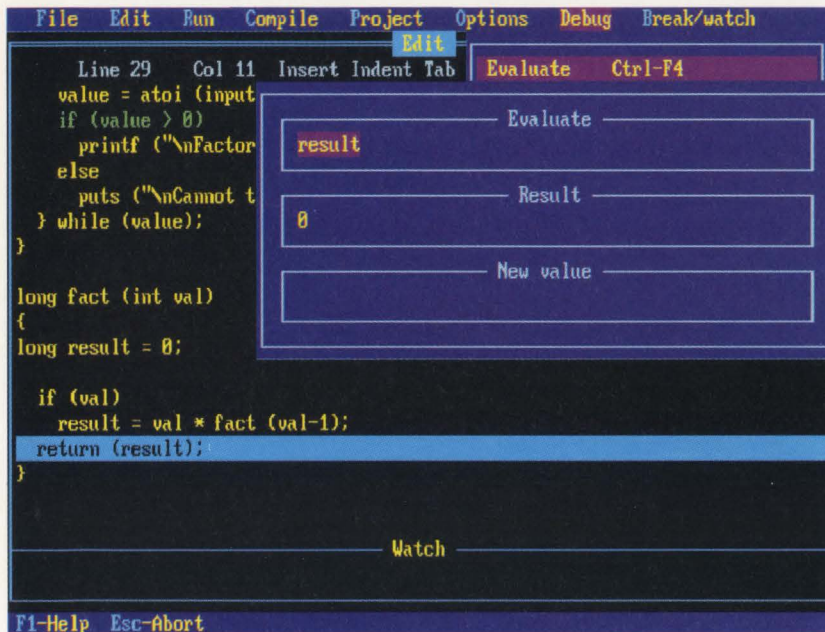 File Edit Run Compile Project Options Debug Break/watch
Edit
Line 29 Col 11 Insert Indent Tab
Evaluate Ctrl-F4
value = atoi (input
if (value > 0)
printf ("\nFactor
else
puts ("\nCannot t
} while (value);
}
Evaluate
result
Result
0
New value
long fact (int val)
{
long result = 0;
if (val)
result = val * fact (val-1);
return (result);
}
Watch
F1-Help Esc-Abort